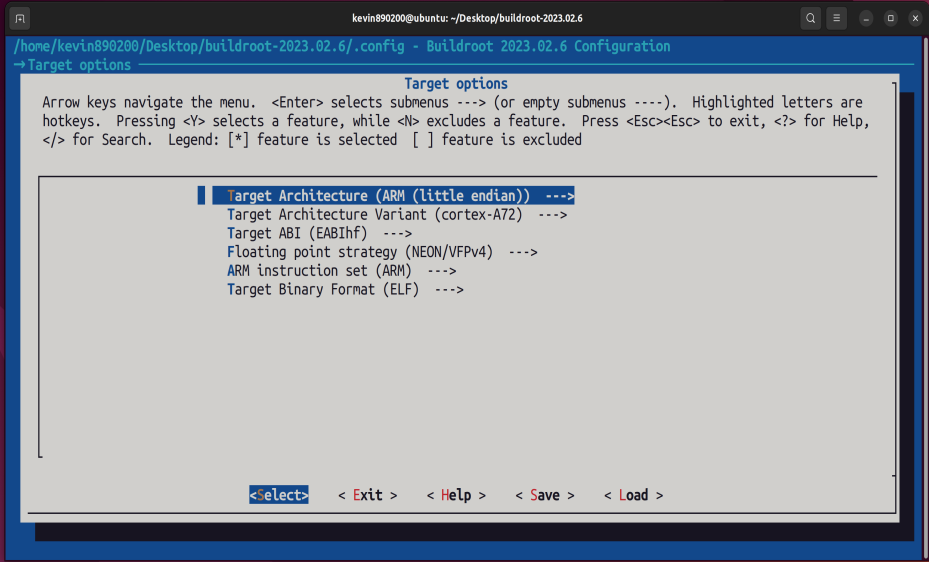 kevin890200@ubuntu: ~/Desktop/buildroot-2023.02.6
/home/kevin890200/Desktop/buildroot-2023.02.6/.config - Buildroot 2023.02.6 Configuration
→Target options
Target options
Arrow keys navigate the menu.  <Enter> selects submenus ---> (or empty submenus ----).  Highlighted letters are
hotkeys.  Pressing <Y> selects a feature, while <N> excludes a feature.  Press <Esc><Esc> to exit, <?> for Help,
</> for Search.  Legend: [*] feature is selected  [ ] feature is excluded
Target Architecture (ARM (little endian))  --->
Target Architecture Variant (cortex-A72)  --->
Target ABI (EABIhf)  --->
Floating point strategy (NEON/VFPv4)  --->
ARM instruction set (ARM)  --->
Target Binary Format (ELF)  --->
<Select>    < Exit >    < Help >    < Save >    < Load >